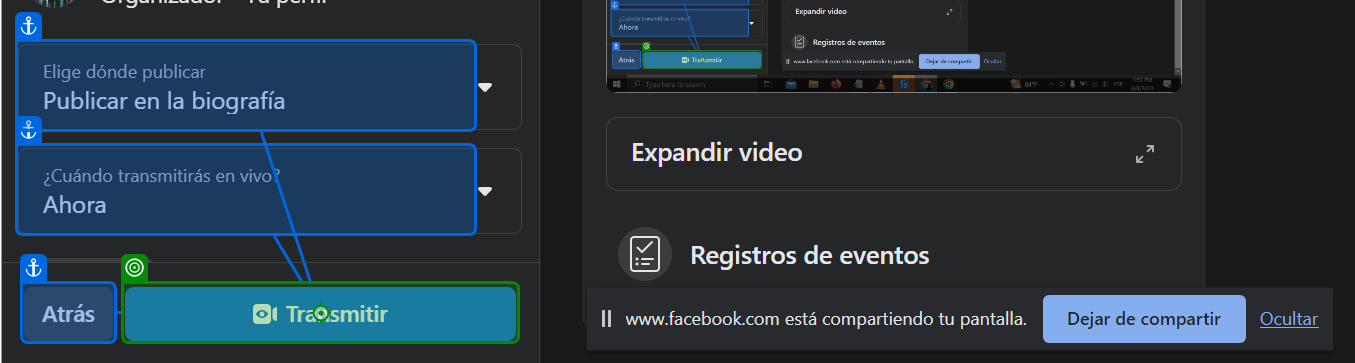 Organizador - Tu perfil
Elige dónde publicar
Publicar en la biografía
¿Cuándo transmitirás en vivo?
Ahora
Atrás
Transmitir
¿Cuándo transmitirás en vivo?
Ahora
Atrás
Transmitir
Expandir video
Registros de eventos
www.facebook.com está compartiendo tu pantalla.
Dejar de compartir
Ocultar
Type here to search
84°F
ESP
Expandir video
Registros de eventos
www.facebook.com está compartiendo tu pantalla.
Dejar de compartir
Ocultar